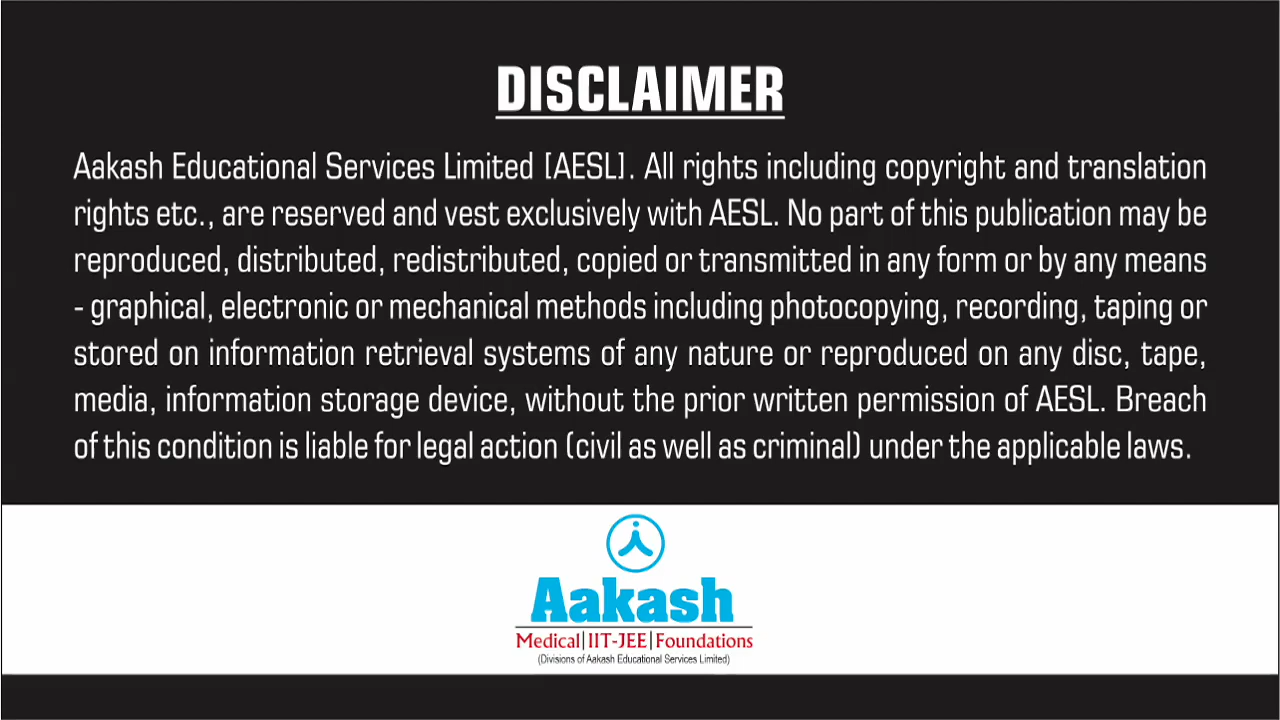 DISCLAIMER
Aakash Educational Services Limited [AESL]. All rights including copyright and translation
rights etc., are reserved and vest exclusively with AESL. No part of this publication may be
reproduced, distributed, redistributed, copied or transmitted in any form or by any means
- graphical, electronic or mechanical methods including photocopying, recording, taping or
stored on information retrieval systems of any nature or reproduced on any disc, tape,
media, information storage device, without the prior written permission of AESL. Breach
of this condition is liable for legal action (civil as well as criminal) under the applicable laws.
Aakash
Medical|IIT-JEE|Foundations
(Divisions of Aakash Educational Services Limited)